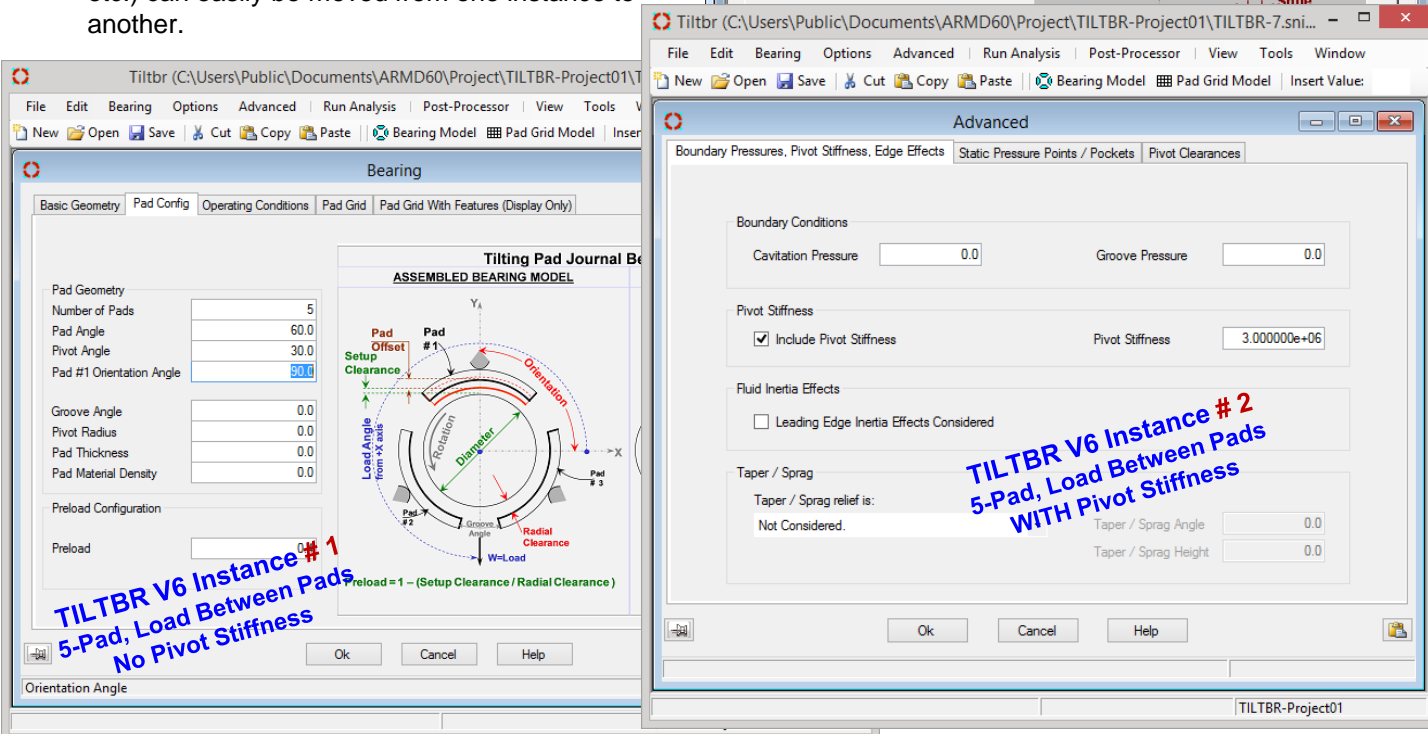 another.
Tiltbr (C:\Users\Public\Documents\ARMD60\Project\TILTBR-Project01\T
File Edit Bearing Options Advanced Run Analysis Post-Processor View Tools
New Open Save Cut Copy Paste Bearing Model Pad Grid Model
Bearing
Basic Geometry Pad Config Operating Conditions Pad Grid Pad Grid With Features (Display Only)
Pad Geometry
Number of Pads 5
Pad Angle 60.0
Pivot Angle 30.0
Pad #1 Orientation Angle 90.0
Groove Angle 0.0
Pivot Radius 0.0
Pad Thickness 0.0
Pad Material Density 0.0
Preload Configuration
Preload
Tilting Pad Journal
ASSEMBLED BEARING MODEL
Y
Pad
Offset
Pad
#1
Setup
Clearance
Orientation
Load Angle
from +X axis
Rotation
Diameter
X
Pad
# 3
Pad
#2
Groove
Angle
Radial
Clearance
W=Load
Preload = 1 – (Setup Clearance / Radial Clearance )
TILTBR V6 Instance # 1
5-Pad, Load Between Pads
No Pivot Stiffness
Ok Cancel Help
Orientation Angle
Tiltbr (C:\Users\Public\Documents\ARMD60\Project\TILTBR-Project01\TILTBR-7.sni...
File Edit Bearing Options Advanced Run Analysis Post-Processor View Tools Window
New Open Save Cut Copy Paste Bearing Model Pad Grid Model Insert Value:
Advanced
Boundary Pressures, Pivot Stiffness, Edge Effects Static Pressure Points / Pockets Pivot Clearances
Boundary Conditions
Cavitation Pressure 0.0 Groove Pressure 0.0
Pivot Stiffness
Include Pivot Stiffness Pivot Stiffness 3.000000e+06
Fluid Inertia Effects
Leading Edge Inertia Effects Considered
Taper / Sprag
Taper / Sprag relief is:
Not Considered.
Taper / Sprag Angle 0.0
Taper / Sprag Height 0.0
TILTBR V6 Instance # 2
5-Pad, Load Between Pads
WITH Pivot Stiffness
Ok Cancel Help
TILTBR-Project01